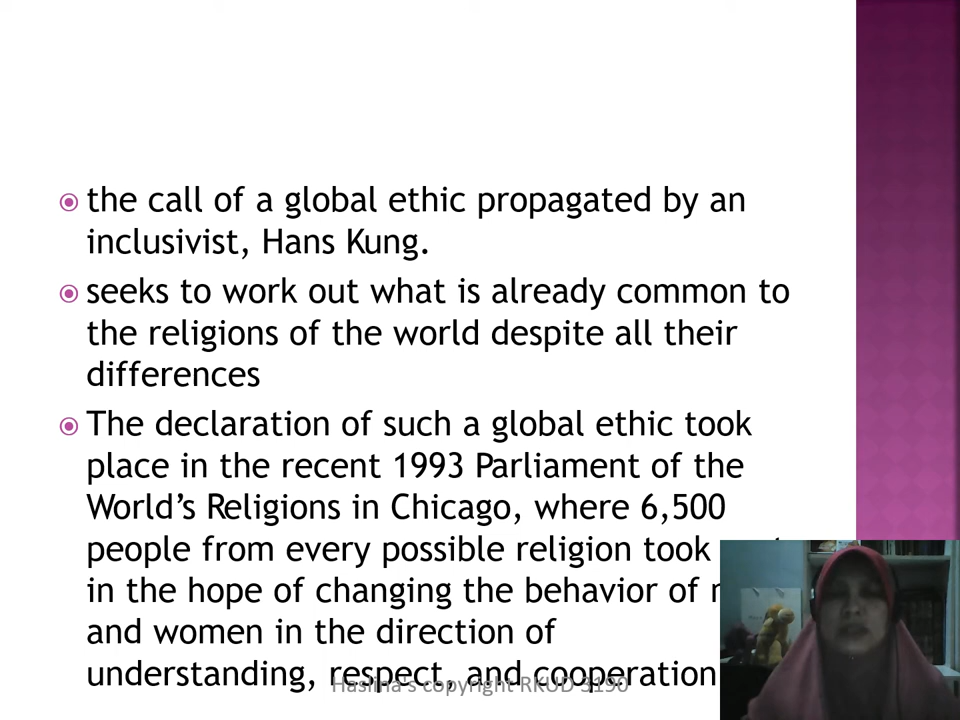 the call of a global ethic propagated by an
inclusivist, Hans Kung.
seeks to work out what is already common to
the religions of the world despite all their
differences
The declaration of such a global ethic took
place in the recent 1993 Parliament of the
World’s Religions in Chicago, where 6,500
people from every possible religion took
in the hope of changing the behavior of
and women in the direction of
understanding, respect, and cooperation
Haslina's copyright RKUD 3190